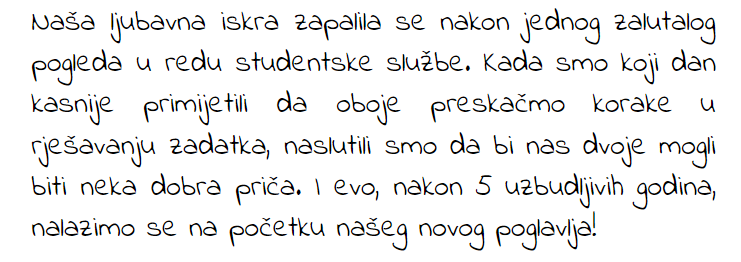 Naša ljubavna iskra zapalila se nakon jednog zalutalog
pogleda u redu studentske službe. Kada smo koji dan
kasnije primijetili da oboje preskačmo korake u
rješavanju zadatka, naslutili smo da bi nas dvoje mogli
biti neka dobra priča. I evo, nakon 5 uzbudljivih godina,
nalazimo se na početku našeg novog poglavlja!